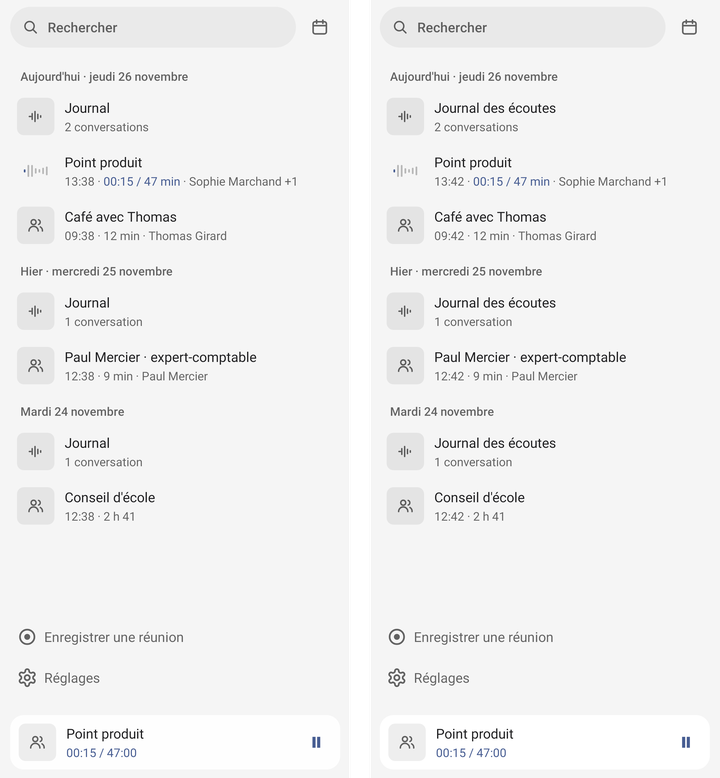 Rechercher
Aujourd'hui · jeudi 26 novembre
Journal
2 conversations
Point produit
13:38 · 00:15 / 47 min · Sophie Marchand +1
Café avec Thomas
09:38 · 12 min · Thomas Girard
Hier · mercredi 25 novembre
Journal
1 conversation
Paul Mercier · expert-comptable
12:38 · 9 min · Paul Mercier
Mardi 24 novembre
Journal
1 conversation
Conseil d'école
12:38 · 2 h 41
Enregistrer une réunion
Réglages
Point produit
00:15 / 47:00
Rechercher
Aujourd'hui · jeudi 26 novembre
Journal des écoutes
2 conversations
Point produit
13:42 · 00:15 / 47 min · Sophie Marchand +1
Café avec Thomas
09:42 · 12 min · Thomas Girard
Hier · mercredi 25 novembre
Journal des écoutes
1 conversation
Paul Mercier · expert-comptable
12:42 · 9 min · Paul Mercier
Mardi 24 novembre
Journal des écoutes
1 conversation
Conseil d'école
12:42 · 2 h 41
Enregistrer une réunion
Réglages
Point produit
00:15 / 47:00